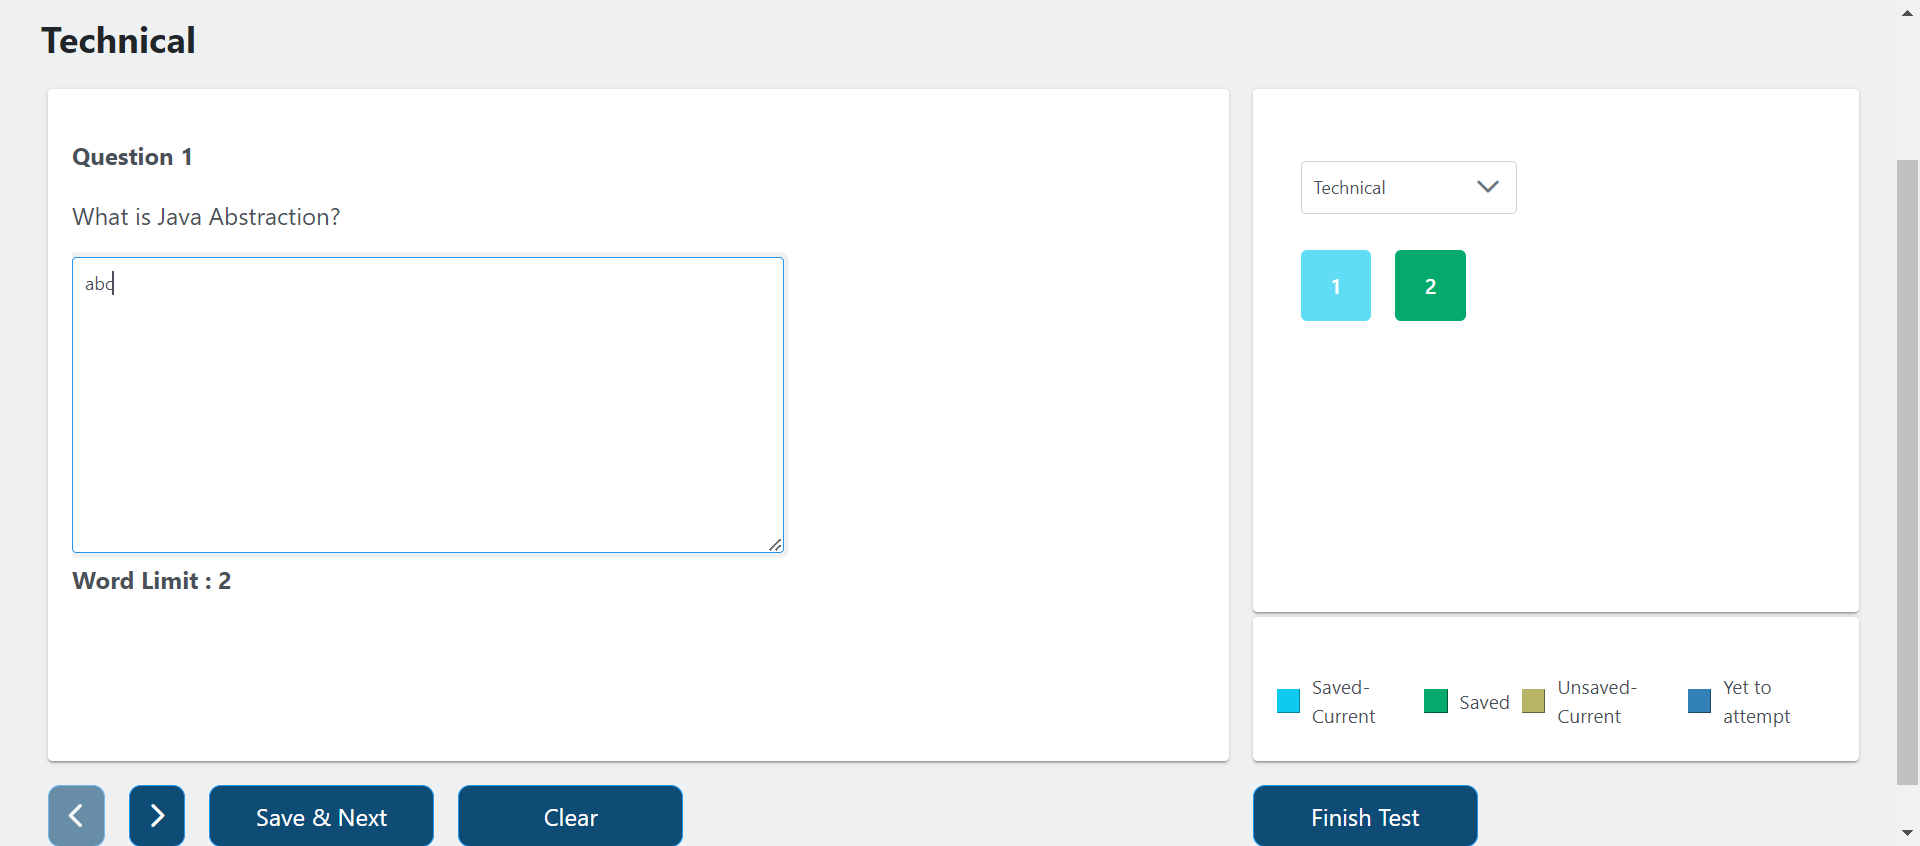 Technical
Question 1
What is Java Abstraction?
abc
Word Limit : 2
Technical
1 2
Saved-
Current
Saved
Unsaved-
Current
Yet to
attempt
Save & Next
Clear
Finish Test